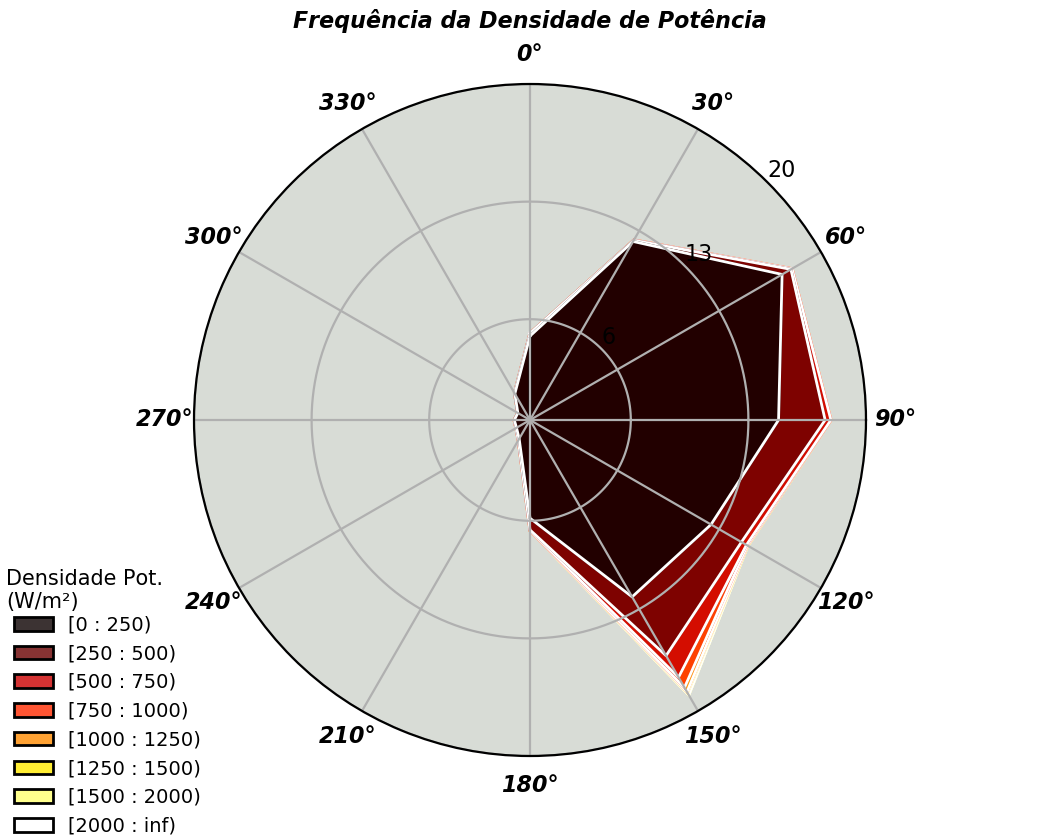 Frequência da Densidade de Potência
0°
330°
30°
20
300°
60°
13
6
270°
90°
240°
120°
210°
150°
180°
Densidade Pot.
(W/m²)
[0 : 250)
[250 : 500)
[500 : 750)
[750 : 1000)
[1000 : 1250)
[1250 : 1500)
[1500 : 2000)
[2000 : inf)